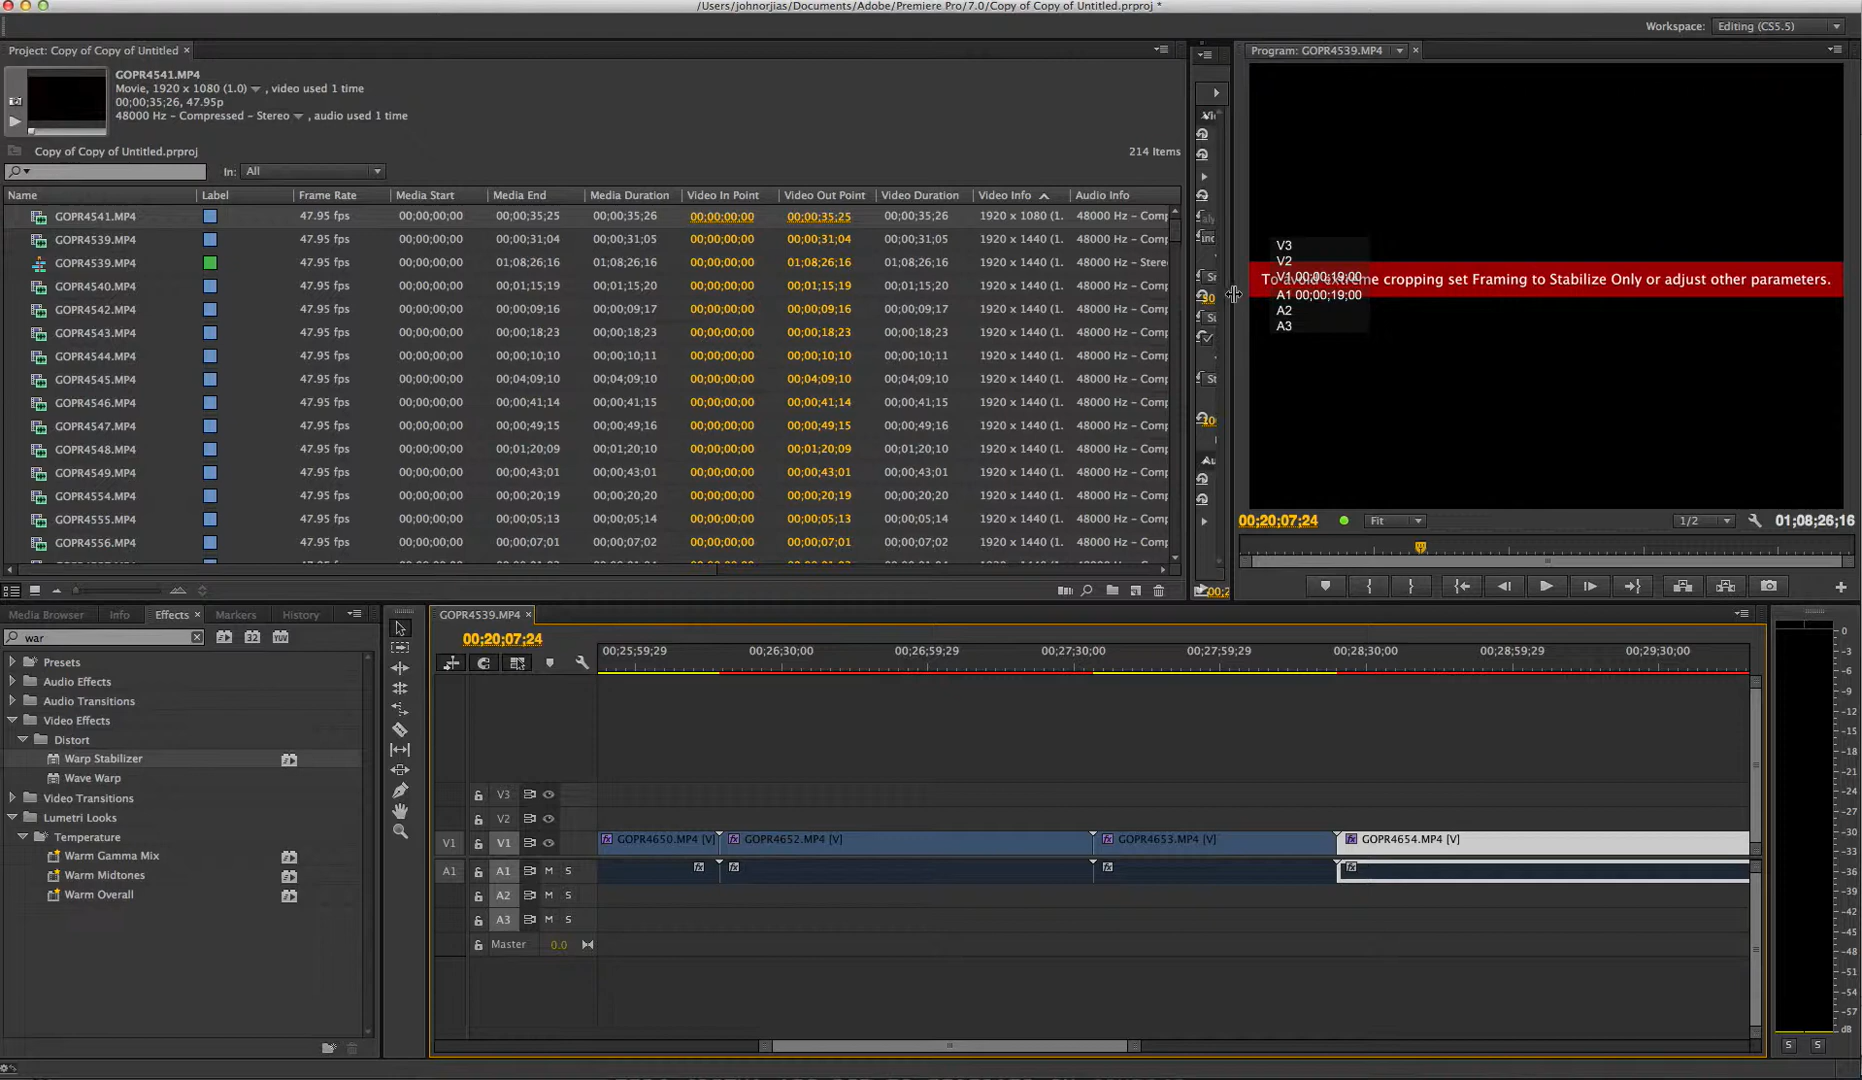 /Users/johnorjias/Documents/Adobe/Premiere Pro/7.0/Copy of Copy of Untitled.prproj *
Workspace: Editing (CS5.5)
Project: Copy of Copy of Untitled
GOPR4541.MP4
Movie, 1920 x 1080 (1.0) , video used 1 time
00;00;35;26, 47.95p
48000 Hz - Compressed - Stereo , audio used 1 time
Copy of Copy of Untitled.prproj
214 Items
In: All
Name Label Frame Rate Media Start Media End Media Duration Video In Point Video Out Point Video Duration Video Info Audio Info
GOPR4541.MP4 47.95 fps 00;00;00;00 00;00;35;25 00;00;35;26 00;00;00;00 00;00;35;25 00;00;35;26 1920 x 1080 (1. 48000 Hz - Comp
GOPR4539.MP4 47.95 fps 00;00;00;00 00;00;31;04 00;00;31;05 00;00;00;00 00;00;31;04 00;00;31;05 1920 x 1440 (1. 48000 Hz - Comp
GOPR4539.MP4 47.95 fps 00;00;00;00 01;08;26;16 01;08;26;16 00;00;00;00 01;08;26;16 01;08;26;16 1920 x 1440 (1. 48000 Hz - Stereo
GOPR4540.MP4 47.95 fps 00;00;00;00 00;01;15;19 00;01;15;20 00;00;00;00 00;01;15;19 00;01;15;20 1920 x 1440 (1. 48000 Hz - Comp
GOPR4542.MP4 47.95 fps 00;00;00;00 00;00;09;16 00;00;09;17 00;00;00;00 00;00;09;16 00;00;09;17 1920 x 1440 (1. 48000 Hz - Comp
GOPR4543.MP4 47.95 fps 00;00;00;00 00;00;18;23 00;00;18;23 00;00;00;00 00;00;18;23 00;00;18;23 1920 x 1440 (1. 48000 Hz - Comp
GOPR4544.MP4 47.95 fps 00;00;00;00 00;00;10;10 00;00;10;11 00;00;00;00 00;00;10;10 00;00;10;11 1920 x 1440 (1. 48000 Hz - Comp
GOPR4545.MP4 47.95 fps 00;00;00;00 00;04;09;10 00;04;09;10 00;00;00;00 00;04;09;10 00;04;09;10 1920 x 1440 (1. 48000 Hz - Comp
GOPR4546.MP4 47.95 fps 00;00;00;00 00;00;41;14 00;00;41;15 00;00;00;00 00;00;41;14 00;00;41;15 1920 x 1440 (1. 48000 Hz - Comp
GOPR4547.MP4 47.95 fps 00;00;00;00 00;00;49;15 00;00;49;16 00;00;00;00 00;00;49;15 00;00;49;16 1920 x 1440 (1. 48000 Hz - Comp
GOPR4548.MP4 47.95 fps 00;00;00;00 00;01;20;09 00;01;20;10 00;00;00;00 00;01;20;09 00;01;20;10 1920 x 1440 (1. 48000 Hz - Comp
GOPR4549.MP4 47.95 fps 00;00;00;00 00;00;43;01 00;00;43;01 00;00;00;00 00;00;43;01 00;00;43;01 1920 x 1440 (1. 48000 Hz - Comp
GOPR4554.MP4 47.95 fps 00;00;00;00 00;00;20;19 00;00;20;20 00;00;00;00 00;00;20;19 00;00;20;20 1920 x 1440 (1. 48000 Hz - Comp
GOPR4555.MP4 47.95 fps 00;00;00;00 00;00;05;13 00;00;05;14 00;00;00;00 00;00;05;13 00;00;05;14 1920 x 1440 (1. 48000 Hz - Comp
GOPR4556.MP4 47.95 fps 00;00;00;00 00;00;07;01 00;00;07;02 00;00;00;00 00;00;07;01 00;00;07;02 1920 x 1440 (1. 48000 Hz - Comp
Program: GOPR4539.MP4
V3
V2
V1 00;00;19;00
cropping set Framing to Stabilize Only or adjust other parameters.
A1 00;00;19;00
A2
A3
00;20;07;24 Fit 1/2 01;08;26;16
Media Browser Info Effects Markers History
war
Presets
Audio Effects
Audio Transitions
Video Effects
Distort
Warp Stabilizer
Wave Warp
Video Transitions
Lumetri Looks
Temperature
Warm Gamma Mix
Warm Midtones
Warm Overall
GOPR4539.MP4
00;20;07;24
00;25;59;29 00;26;30;00 00;26;59;29 00;27;30;00 00;27;59;29 00;28;30;00 00;28;59;29 00;29;30;00
V3
V2
V1 V1 GOPR4650.MP4 [V] GOPR4652.MP4 [V] GOPR4653.MP4 [V] GOPR4654.MP4 [V]
A1 A1 M S
A2 M S
A3 M S
Master 0.0
0
-3
-6
-9
-12
-15
-18
-21
-24
-27
-30
-33
-36
-39
-42
-45
-48
-51
-54
-57
dB
S S